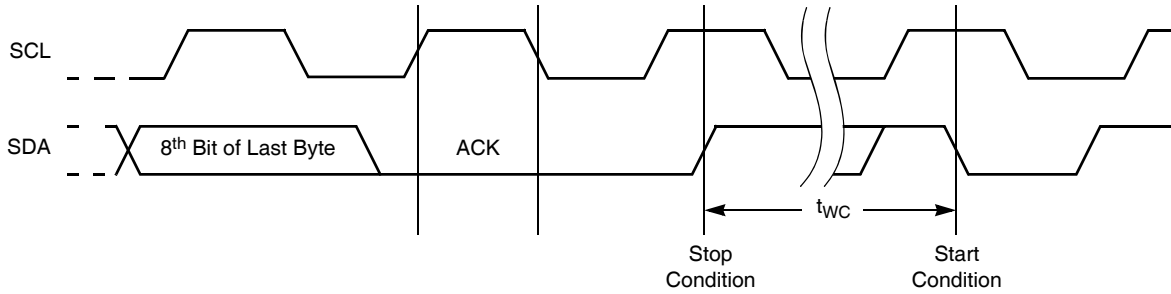 SCL
SDA
8th Bit of Last Byte
ACK
tWC
Stop
Condition
Start
Condition